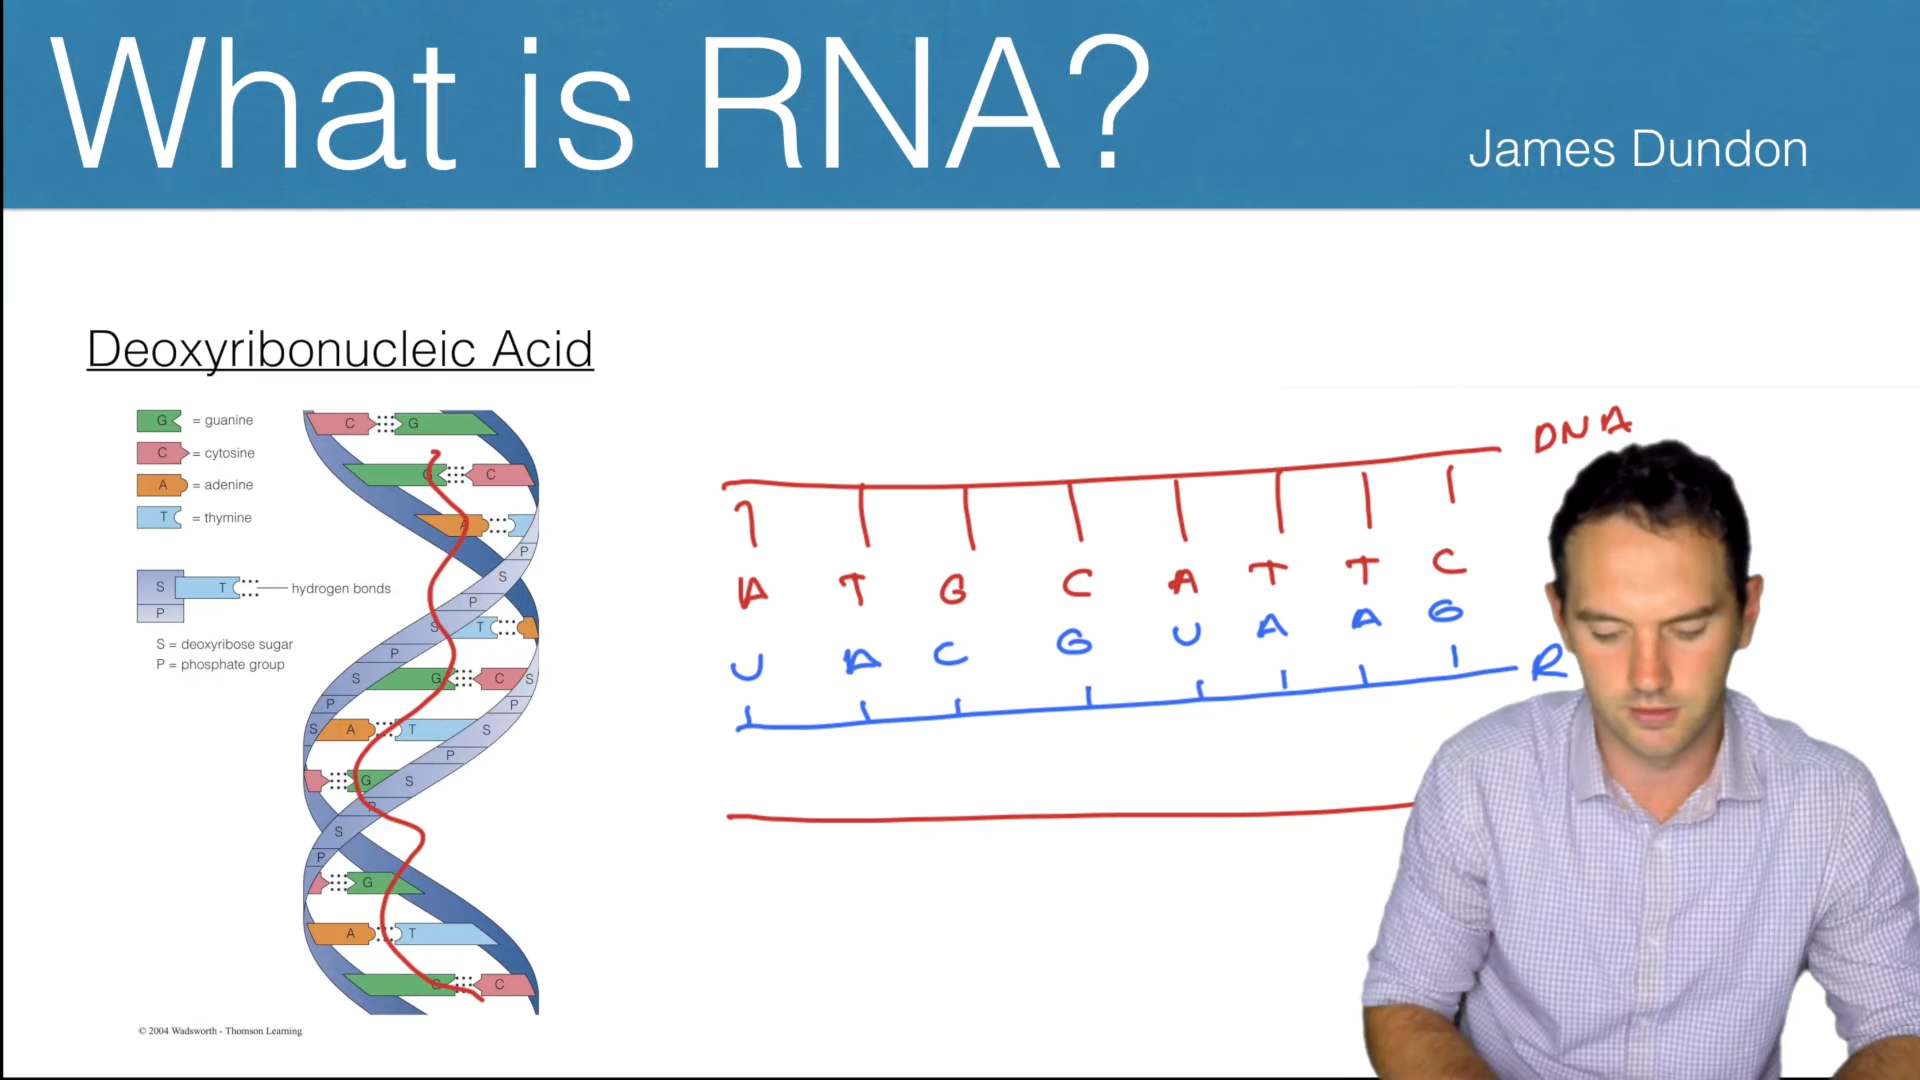 What is RNA?
James Dundon
Deoxyribonucleic Acid
G = guanine
C = cytosine
A = adenine
T = thymine
S T hydrogen bonds
P
S = deoxyribose sugar
P = phosphate group
C G
G C
A
P
S
P
S T
P
S G C S
P P
S A T S
P
G S
P
S
P
G
A T
G C
© 2004 Wadsworth - Thomson Learning
DNA
A T G C A T T C
U A C G U A A G
R